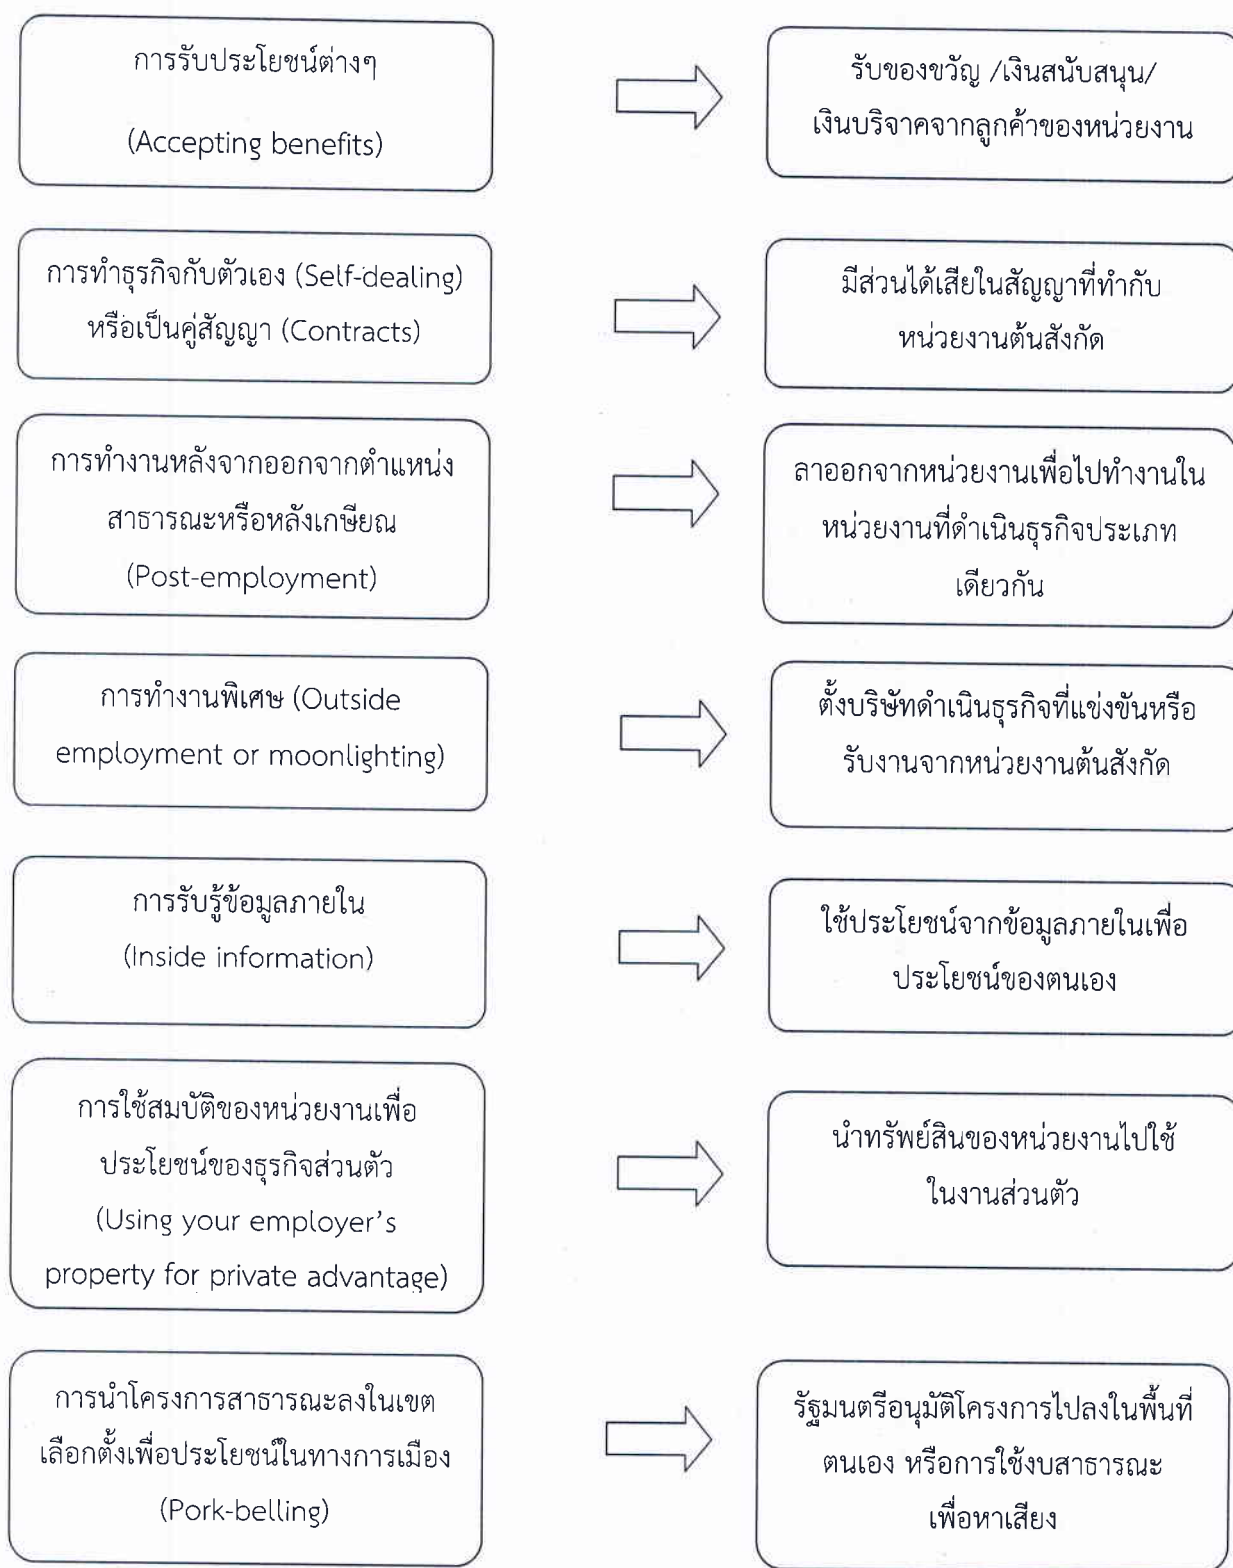 การรับประโยชน์ต่างๆ
(Accepting benefits)
รับของขวัญ /เงินสนับสนุน/
เงินบริจาคจากลูกค้าของหน่วยงาน
การทำธุรกิจกับตัวเอง (Self-dealing)
หรือเป็นคู่สัญญา (Contracts)
มีส่วนได้เสียในสัญญาที่ทำกับ
หน่วยงานต้นสังกัด
การทำงานหลังจากออกจากตำแหน่ง
สาธารณะหรือหลังเกษียณ
(Post-employment)
ลาออกจากหน่วยงานเพื่อไปทำงานใน
หน่วยงานที่ดำเนินธุรกิจประเภท
เดียวกัน
การทำงานพิเศษ (Outside
employment or moonlighting)
ตั้งบริษัทดำเนินธุรกิจที่แข่งขันหรือ
รับงานจากหน่วยงานต้นสังกัด
การรับรู้ข้อมูลภายใน
(Inside information)
ใช้ประโยชน์จากข้อมูลภายในเพื่อ
ประโยชน์ของตนเอง
การใช้สมบัติของหน่วยงานเพื่อ
ประโยชน์ของธุรกิจส่วนตัว
(Using your employer's
property for private advantage)
นำทรัพย์สินของหน่วยงานไปใช้
ในงานส่วนตัว
การนำโครงการสาธารณะลงในเขต
เลือกตั้งเพื่อประโยชน์ในทางการเมือง
(Pork-belling)
รัฐมนตรีอนุมัติโครงการไปลงในพื้นที่
ตนเอง หรือการใช้งบสาธารณะ
เพื่อหาเสียง